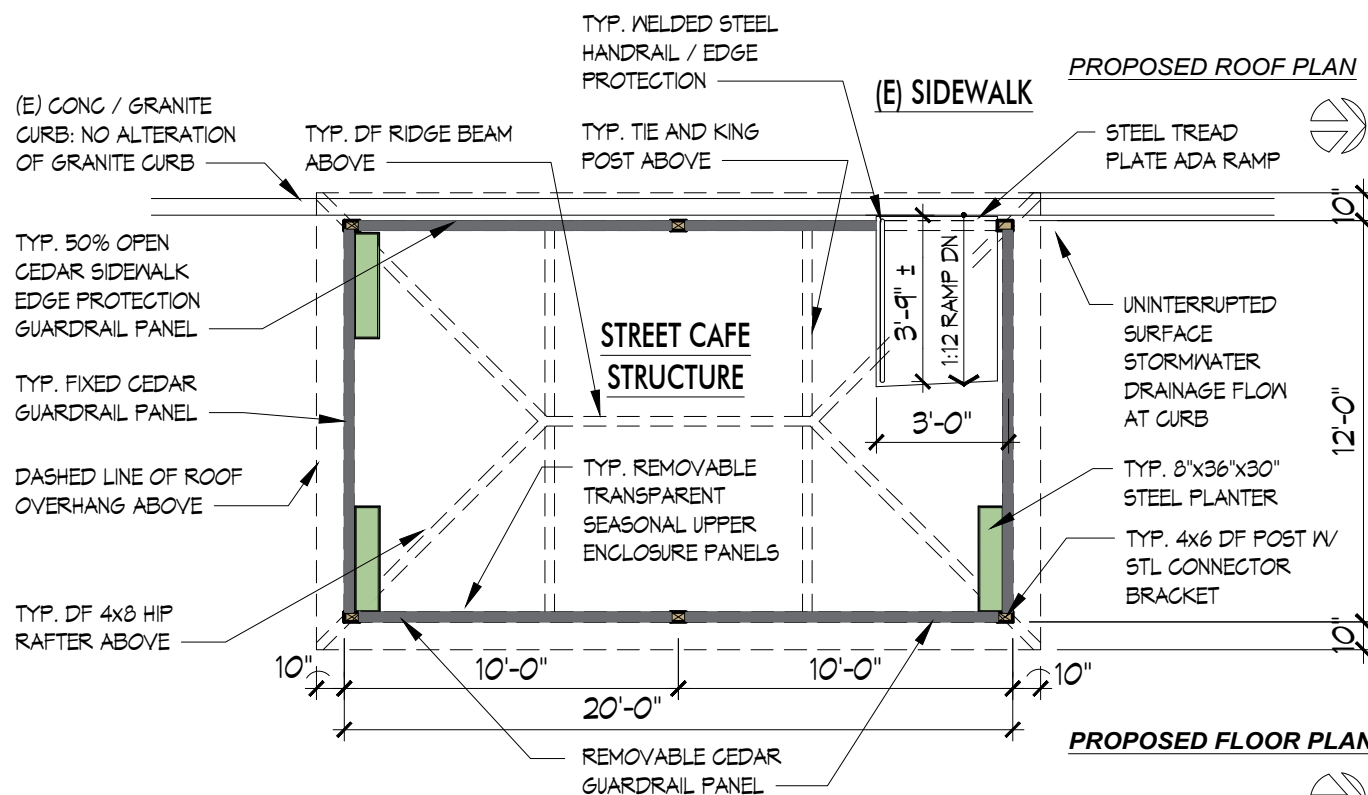 TYP. WELDED STEEL
HANDRAIL / EDGE
PROTECTION
(E) SIDEWALK
PROPOSED ROOF PLAN
(E) CONC / GRANITE
CURB: NO ALTERATION
OF GRANITE CURB
TYP. DF RIDGE BEAM
ABOVE
TYP. TIE AND KING
POST ABOVE
STEEL TREAD
PLATE ADA RAMP
10"
TYP. 50% OPEN
CEDAR SIDEWALK
EDGE PROTECTION
GUARDRAIL PANEL
3'-9" ±
1:12 RAMP DN
UNINTERRUPTED
SURFACE
STORMWATER
DRAINAGE FLOW
AT CURB
STREET CAFE
STRUCTURE
TYP. FIXED CEDAR
GUARDRAIL PANEL
3'-0"
12'-0"
DASHED LINE OF ROOF
OVERHANG ABOVE
TYP. REMOVABLE
TRANSPARENT
SEASONAL UPPER
ENCLOSURE PANELS
TYP. 8"x36"x30"
STEEL PLANTER
TYP. 4x6 DF POST W/
STL CONNECTOR
BRACKET
TYP. DF 4x8 HIP
RAFTER ABOVE
10"
10"
10'-0"
10'-0"
10"
20'-0"
PROPOSED FLOOR PLAN
REMOVABLE CEDAR
GUARDRAIL PANEL